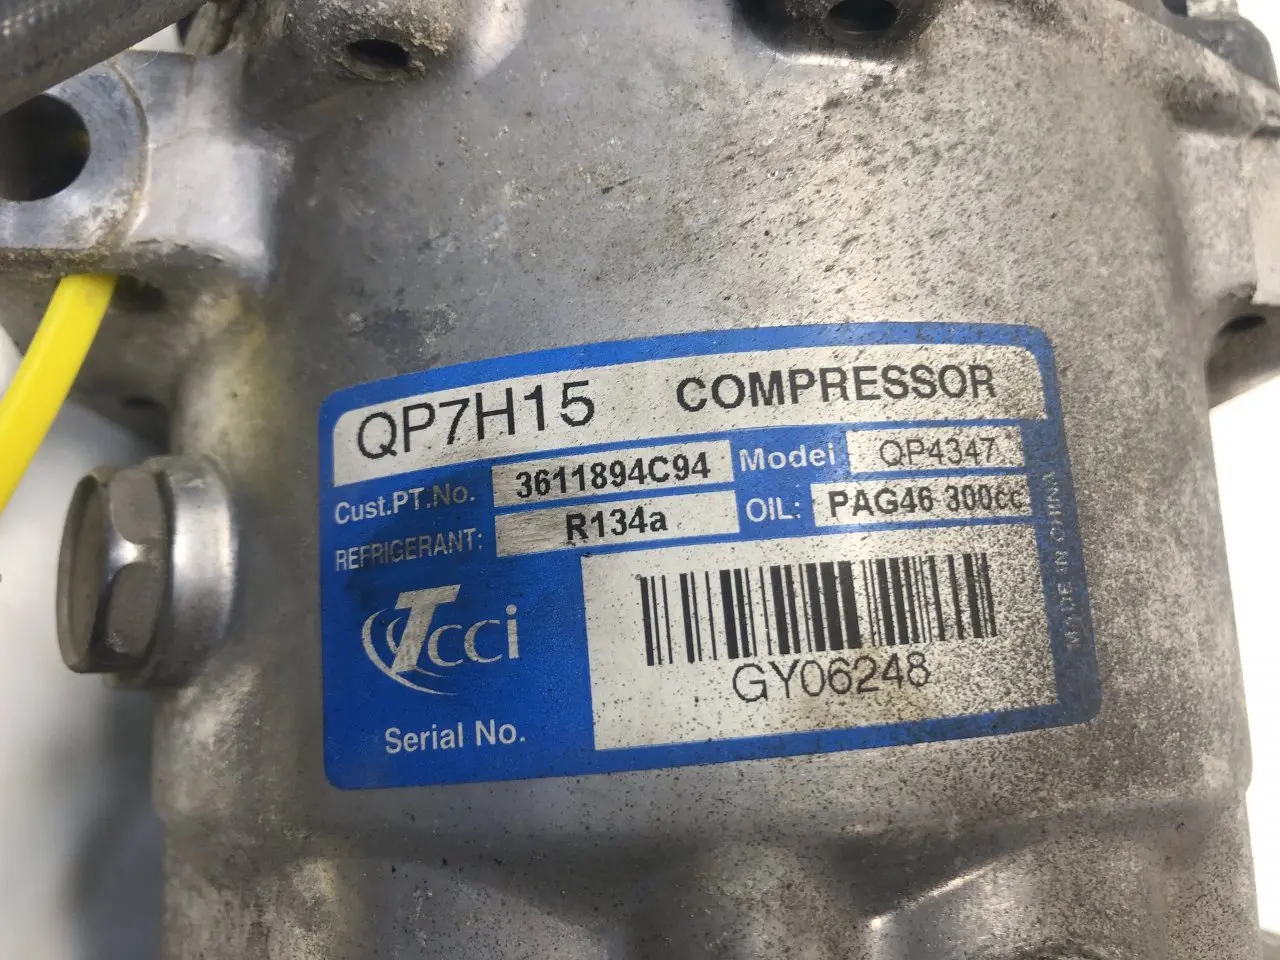 QP7H15 COMPRESSOR
Cust.PT.No. 3611894C94 Model QP4347
REFRIGERANT: R134a OIL: PAG46 300cc
Tcci
GY06248
Serial No.
MADE IN CHINA